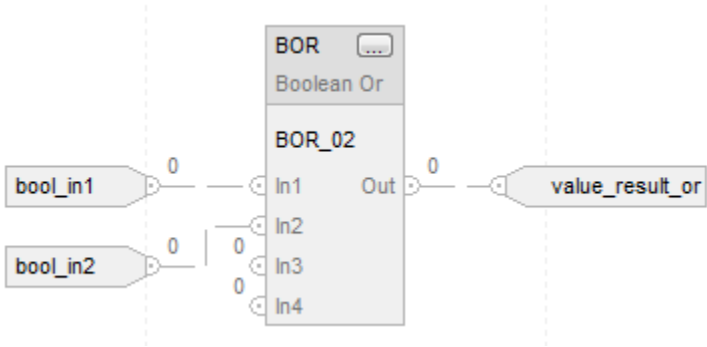 BOR ...
Boolean Or
BOR_02
0 0
bool_in1 In1 Out value_result_or
In2
0 0
bool_in2 In3
0
In4